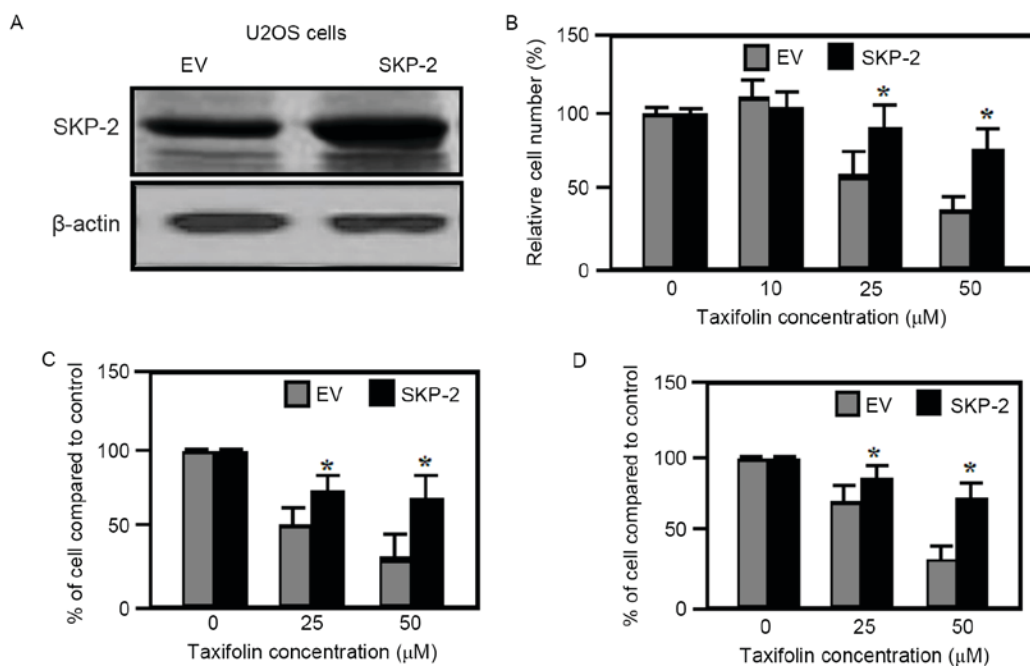 A
U2OS cells
EV SKP-2
SKP-2
β-actin
B
150
100
50
0
Relativre cell number (%)
EV SKP-2
*
*
0 10 25 50
Taxifolin concentration (μM)
C
150
100
50
0
% of cell compared to control
EV SKP-2
*
*
0 25 50
Taxifolin concentration (μM)
D
150
100
50
0
% of cell compared to control
EV SKP-2
*
*
0 25 50
Taxifolin concentration (μM)